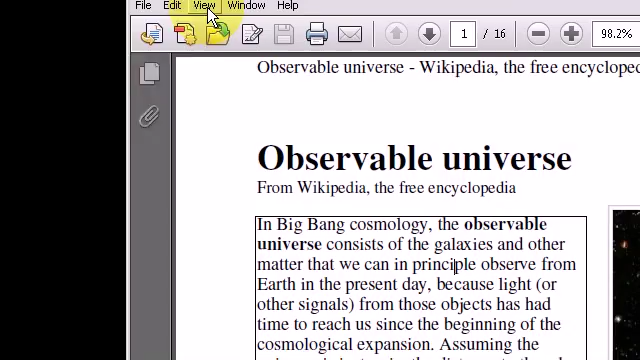 File Edit View Window Help
1 / 16 98.2%
Observable universe - Wikipedia, the free encycloped
Observable universe
From Wikipedia, the free encyclopedia
In Big Bang cosmology, the observable
universe consists of the galaxies and other
matter that we can in principle observe from
Earth in the present day, because light (or
other signals) from those objects has had
time to reach us since the beginning of the
cosmological expansion. Assuming the